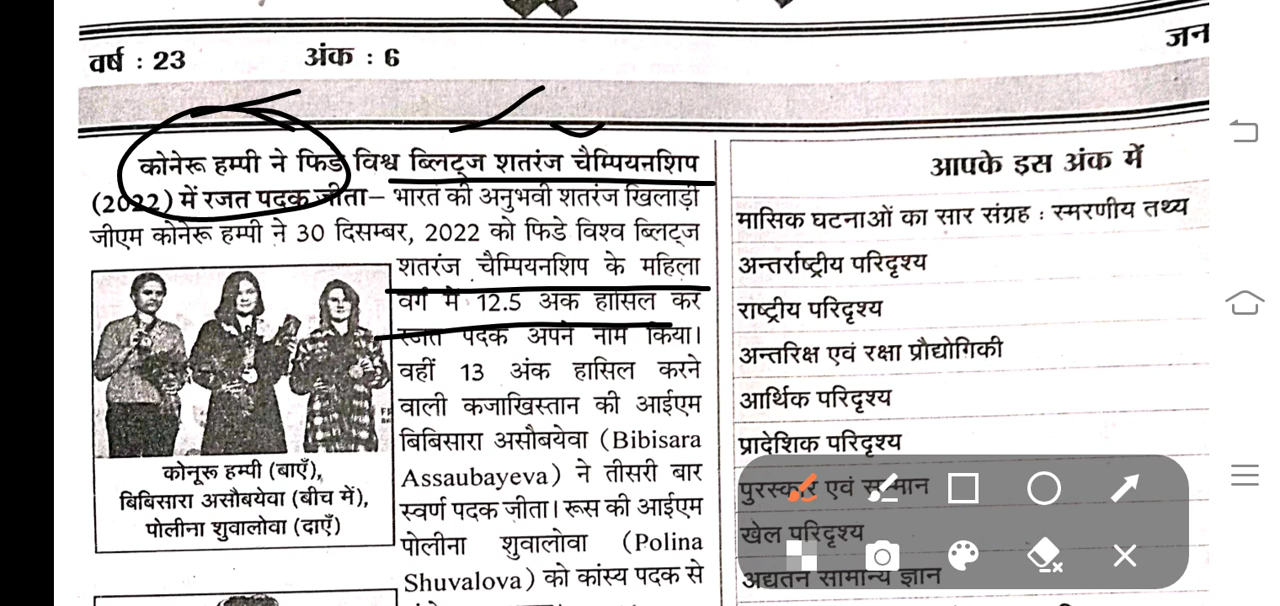 वर्ष : 23
अंक : 6
जन
कोनेरू हम्पी ने फिडे विश्व ब्लिट्ज शतरंज चैम्पियनशिप
(2022) में रजत पदक जीता– भारत की अनुभवी शतरंज खिलाड़ी
जीएम कोनेरू हम्पी ने 30 दिसम्बर, 2022 को फिडे विश्व ब्लिट्ज
शतरंज चैम्पियनशिप के महिला
वर्ग में 12.5 अंक हासिल कर
रजत पदक अपने नाम किया।
वहीं 13 अंक हासिल करने
वाली कजाखिस्तान की आईएम
बिबिसारा असौबयेवा (Bibisara
Assaubayeva) ने तीसरी बार
स्वर्ण पदक जीता। रूस की आईएम
पोलीना शुवालोवा (Polina
Shuvalova) को कांस्य पदक से
कोनूरू हम्पी (बाएँ),
बिबिसारा असौबयेवा (बीच में),
पोलीना शुवालोवा (दाएँ)
आपके इस अंक में
मासिक घटनाओं का सार संग्रह : स्मरणीय तथ्य
अन्तर्राष्ट्रीय परिदृश्य
राष्ट्रीय परिदृश्य
अन्तरिक्ष एवं रक्षा प्रौद्योगिकी
आर्थिक परिदृश्य
प्रादेशिक परिदृश्य
पुरस्कार एवं सम्मान
खेल परिदृश्य
अद्यतन सामान्य ज्ञान